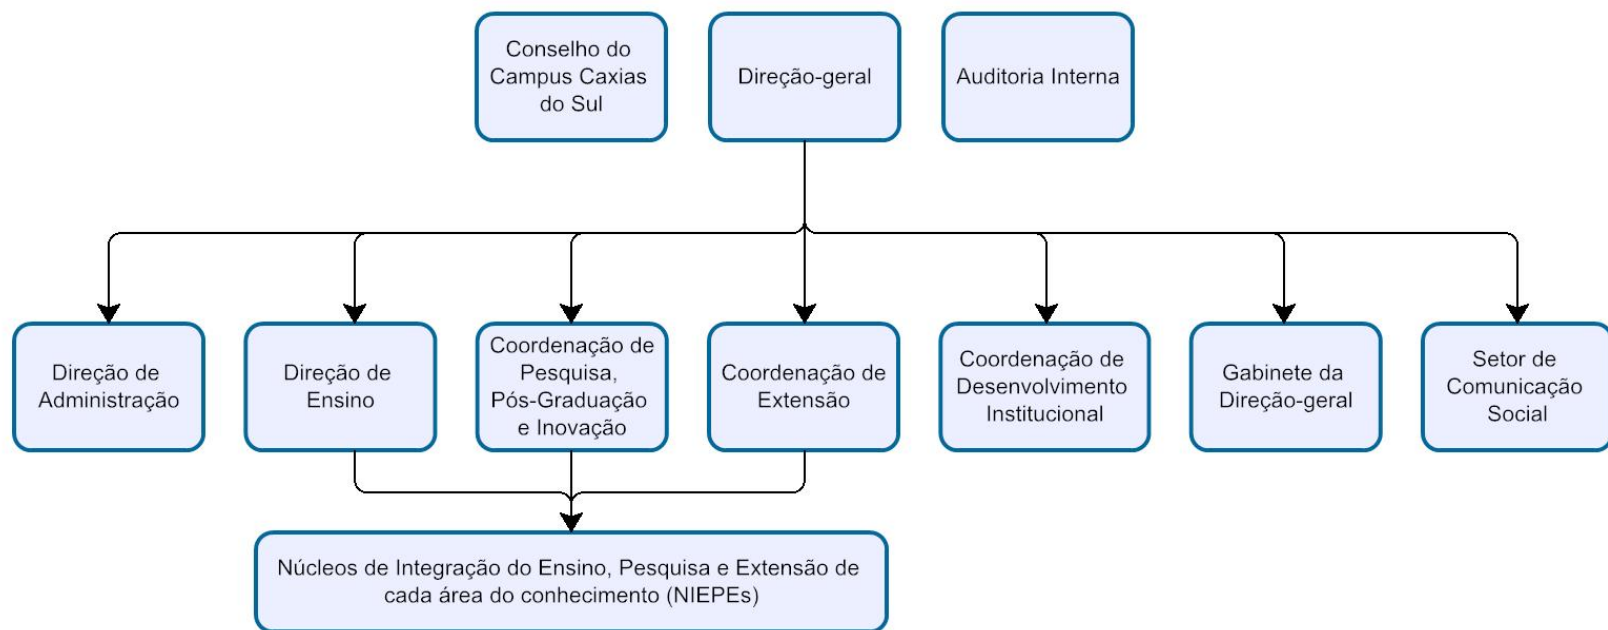 Conselho do
Campus Caxias
do Sul
Direção-geral
Auditoria Interna
Direção de
Administração
Direção de
Ensino
Coordenação de
Pesquisa,
Pós-Graduação
e Inovação
Coordenação de
Extensão
Coordenação de
Desenvolvimento
Institucional
Gabinete da
Direção-geral
Setor de
Comunicação
Social
Núcleos de Integração do Ensino, Pesquisa e Extensão de
cada área do conhecimento (NIEPEs)